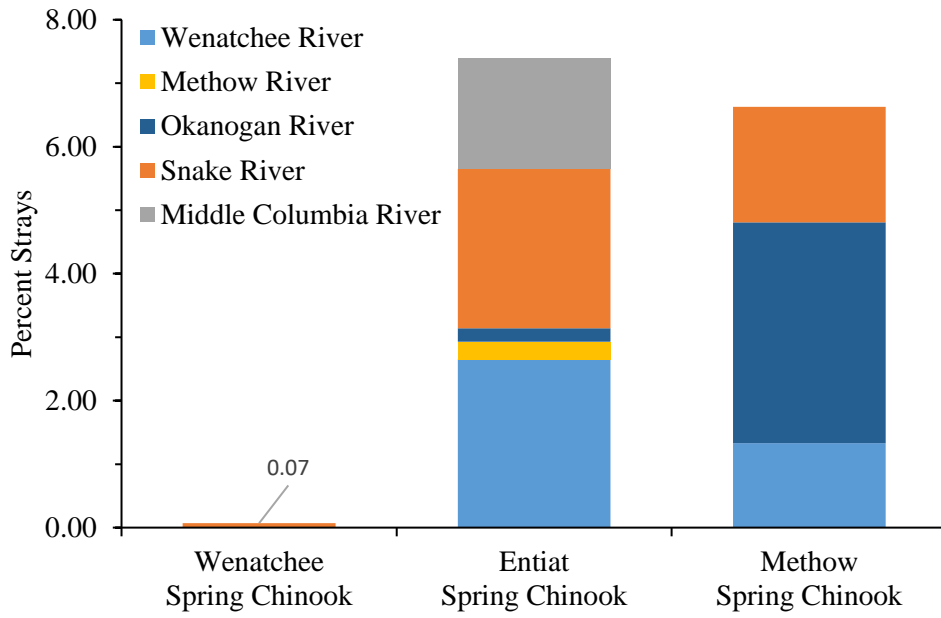 8.00
6.00
4.00
2.00
0.00
Percent Strays
Wenatchee River
Methow River
Okanogan River
Snake River
Middle Columbia River
0.07
Wenatchee
Spring Chinook
Entiat
Spring Chinook
Methow
Spring Chinook